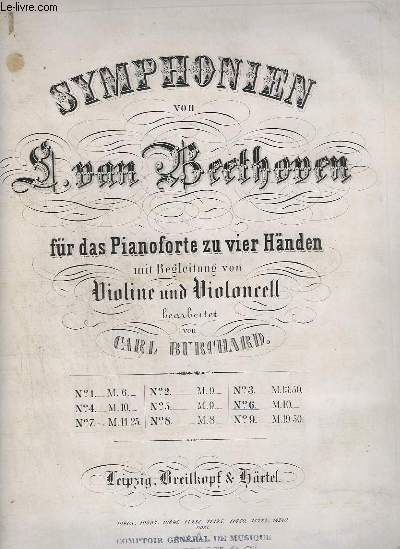 Le-livre.com
SYMPHONIEN
von
L. van Beethoven
für das Pianoforte zu vier Händen
mit Begleitung von
Violine und Violoncell
bearbeitet
von
CARL BURCHARD.
No. 1. M. 6. No. 2. M. 9. No. 3. M. 13.50.
No. 4. M. 10. No. 5. M. 9. No. 6. M. 10.
No. 7. M. 11.25. No. 8. M. 8. No. 9. M. 19.50.
Leipzig, Breitkopf & Härtel.
COMPTOIR GÉNÉRAL DE MUSIQUE